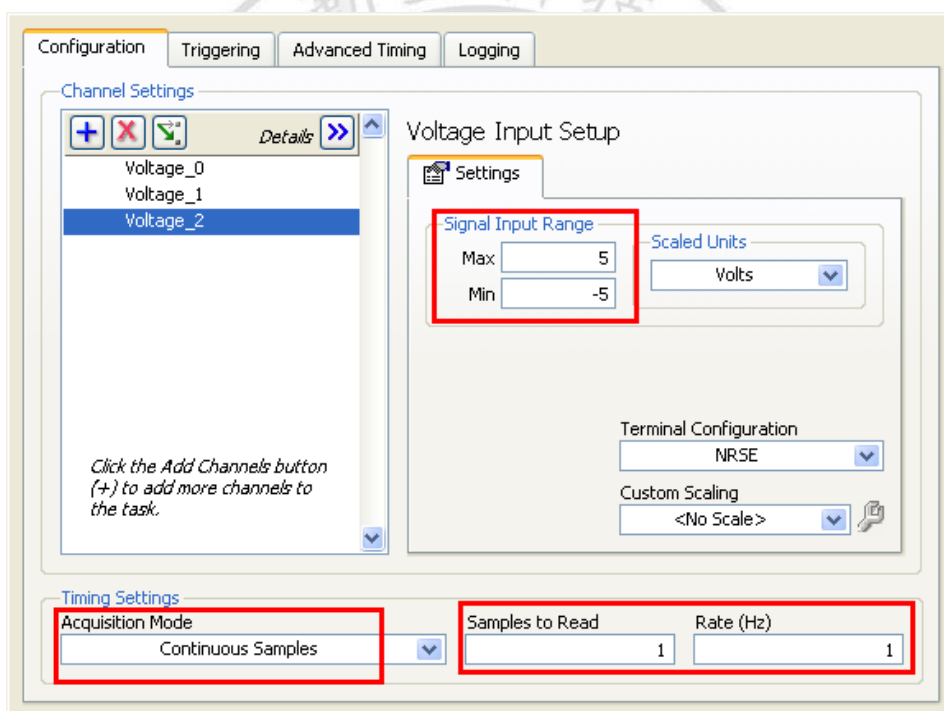 Configuration
Triggering
Advanced Timing
Logging
Channel Settings
Details
Voltage_0
Voltage_1
Voltage_2
Click the Add Channels button
(+) to add more channels to
the task.
Voltage Input Setup
Settings
Signal Input Range
Max 5
Min -5
Scaled Units
Volts
Terminal Configuration
NRSE
Custom Scaling
<No Scale>
Timing Settings
Acquisition Mode
Continuous Samples
Samples to Read
1
Rate (Hz)
1